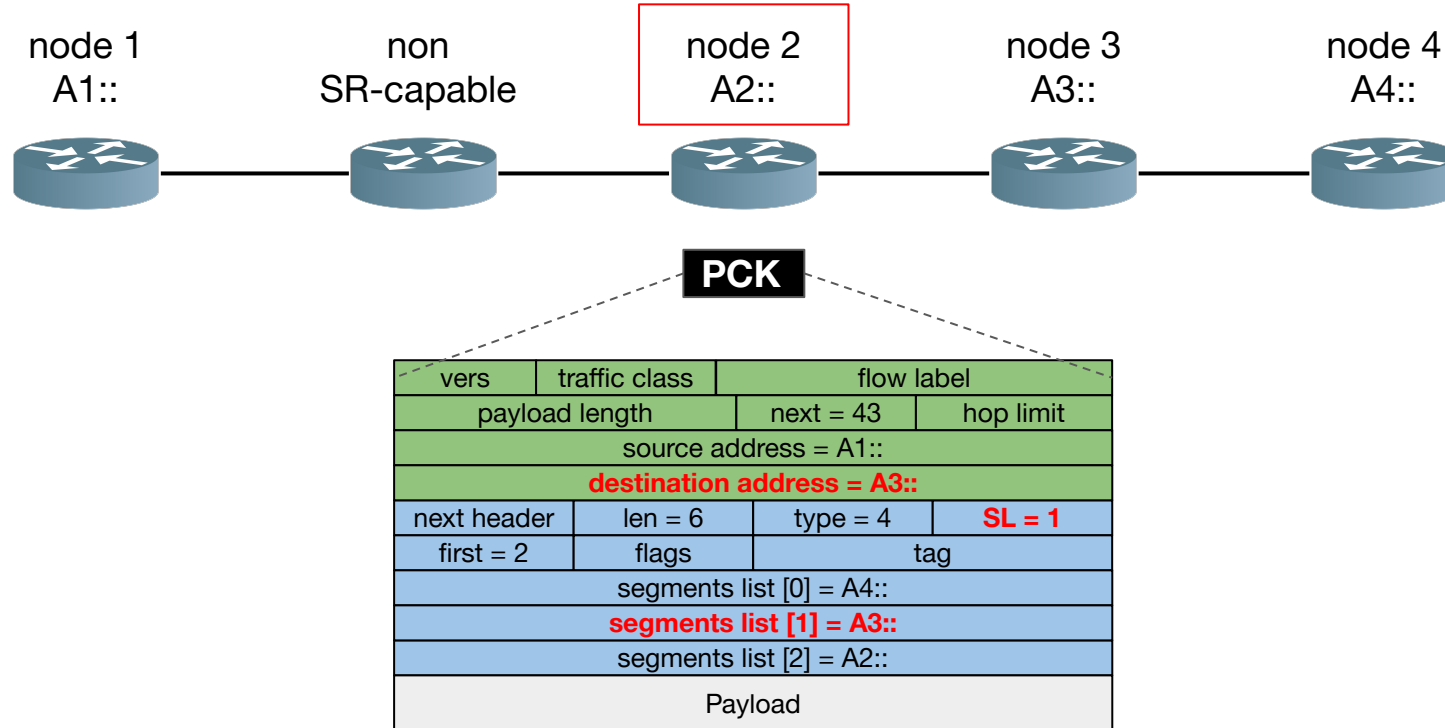 node 1
A1::
non
SR-capable
node 2
A2::
node 3
A3::
node 4
A4::
PCK
vers traffic class flow label
payload length next = 43 hop limit
source address = A1::
destination address = A3::
next header len = 6 type = 4 SL = 1
first = 2 flags tag
segments list [0] = A4::
segments list [1] = A3::
segments list [2] = A2::
Payload